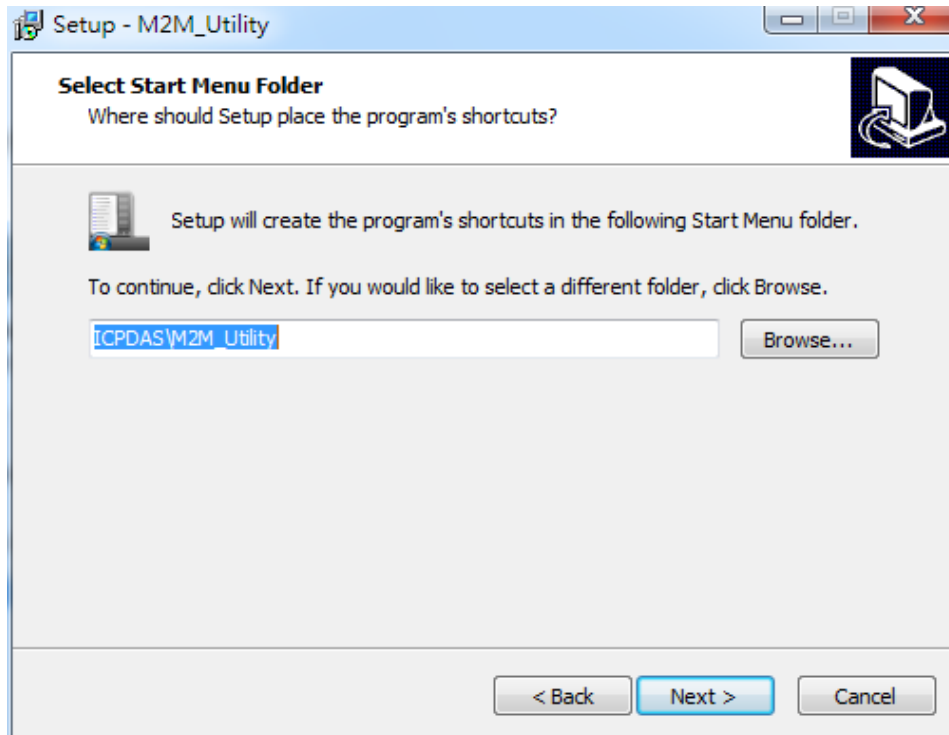 Setup - M2M_Utility
Select Start Menu Folder
Where should Setup place the program's shortcuts?
Setup will create the program's shortcuts in the following Start Menu folder.
To continue, click Next. If you would like to select a different folder, click Browse.
ICPDAS\M2M_Utility
Browse...
< Back
Next >
Cancel